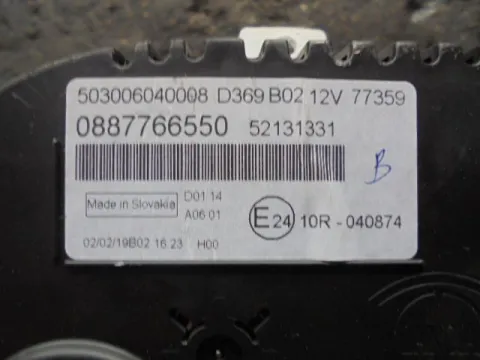 503006040008 D369 B02 12V 77359
0887766550 52131331
B
Made in Slovakia
D01 14
A06 01
E24 10R - 040874
02/02/19B02 16.23 H00